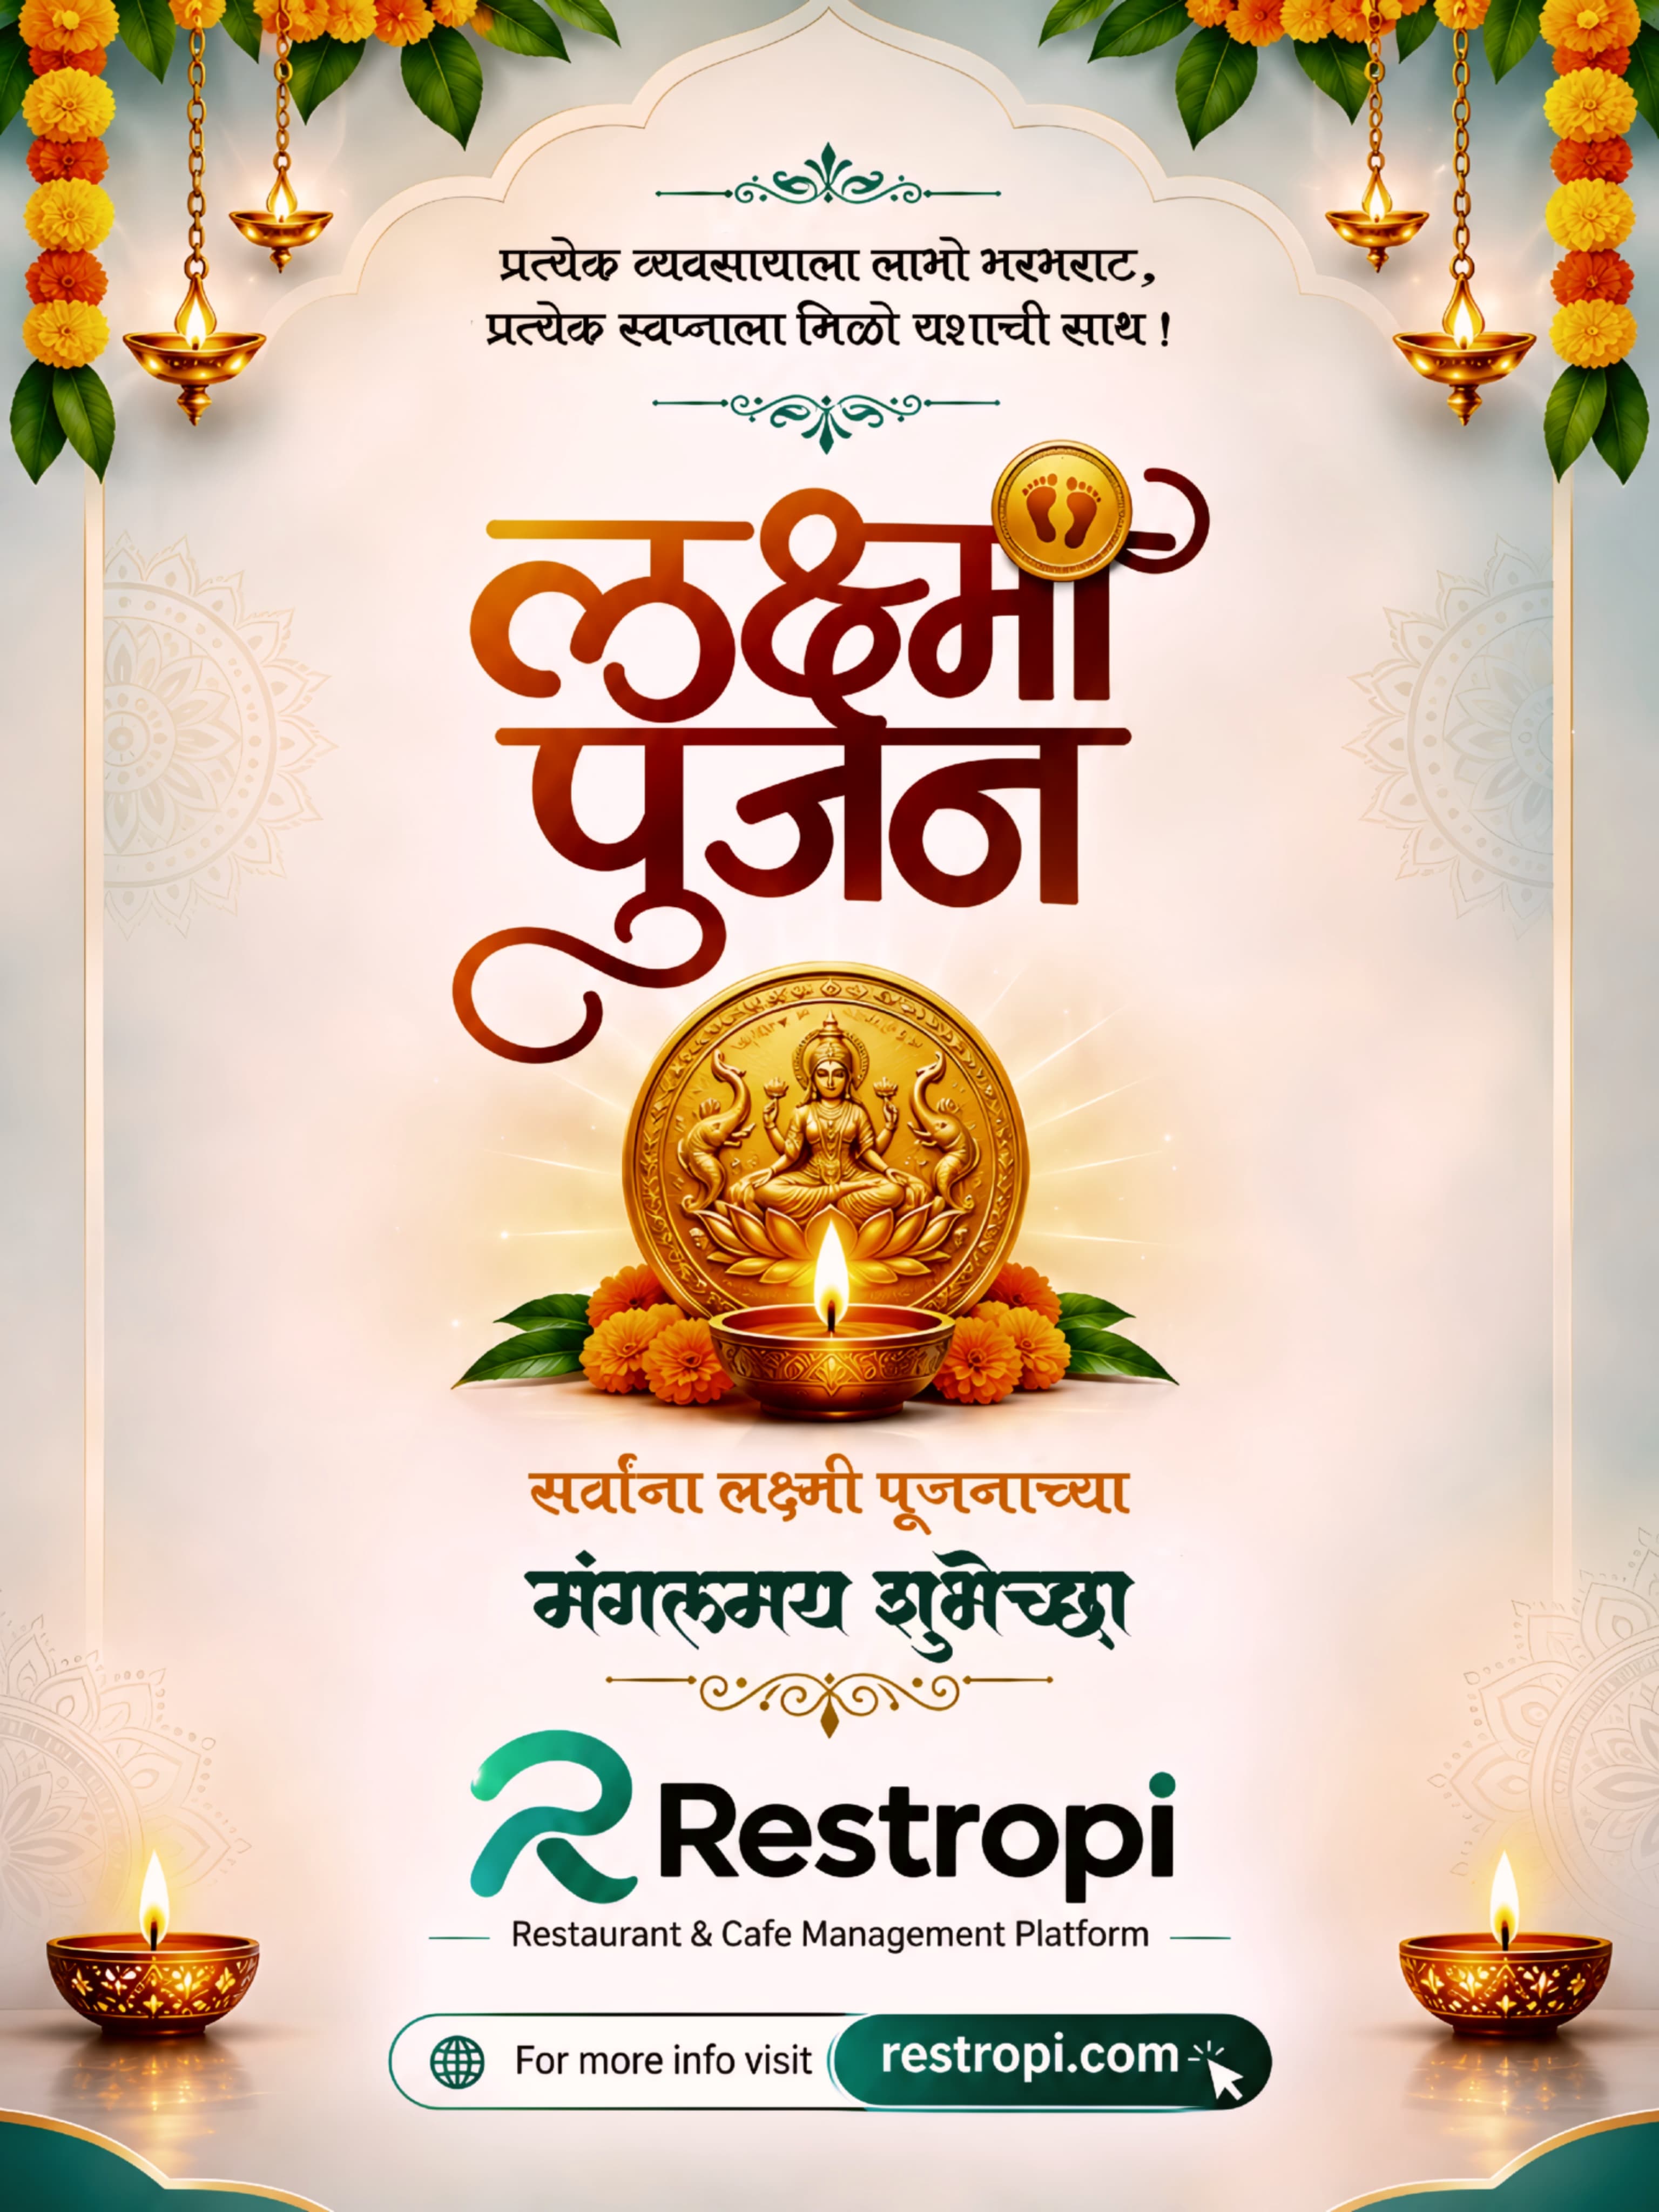 प्रत्येक व्यवसायाला लाभो भरभराट,
प्रत्येक स्वप्नाला मिळो यशाची साथ !
लक्ष्मी
पूजन
सर्वांना लक्ष्मी पूजनाच्या
मंगलमय शुभेच्छा
Restropi
Restaurant & Cafe Management Platform
For more info visit restropi.com